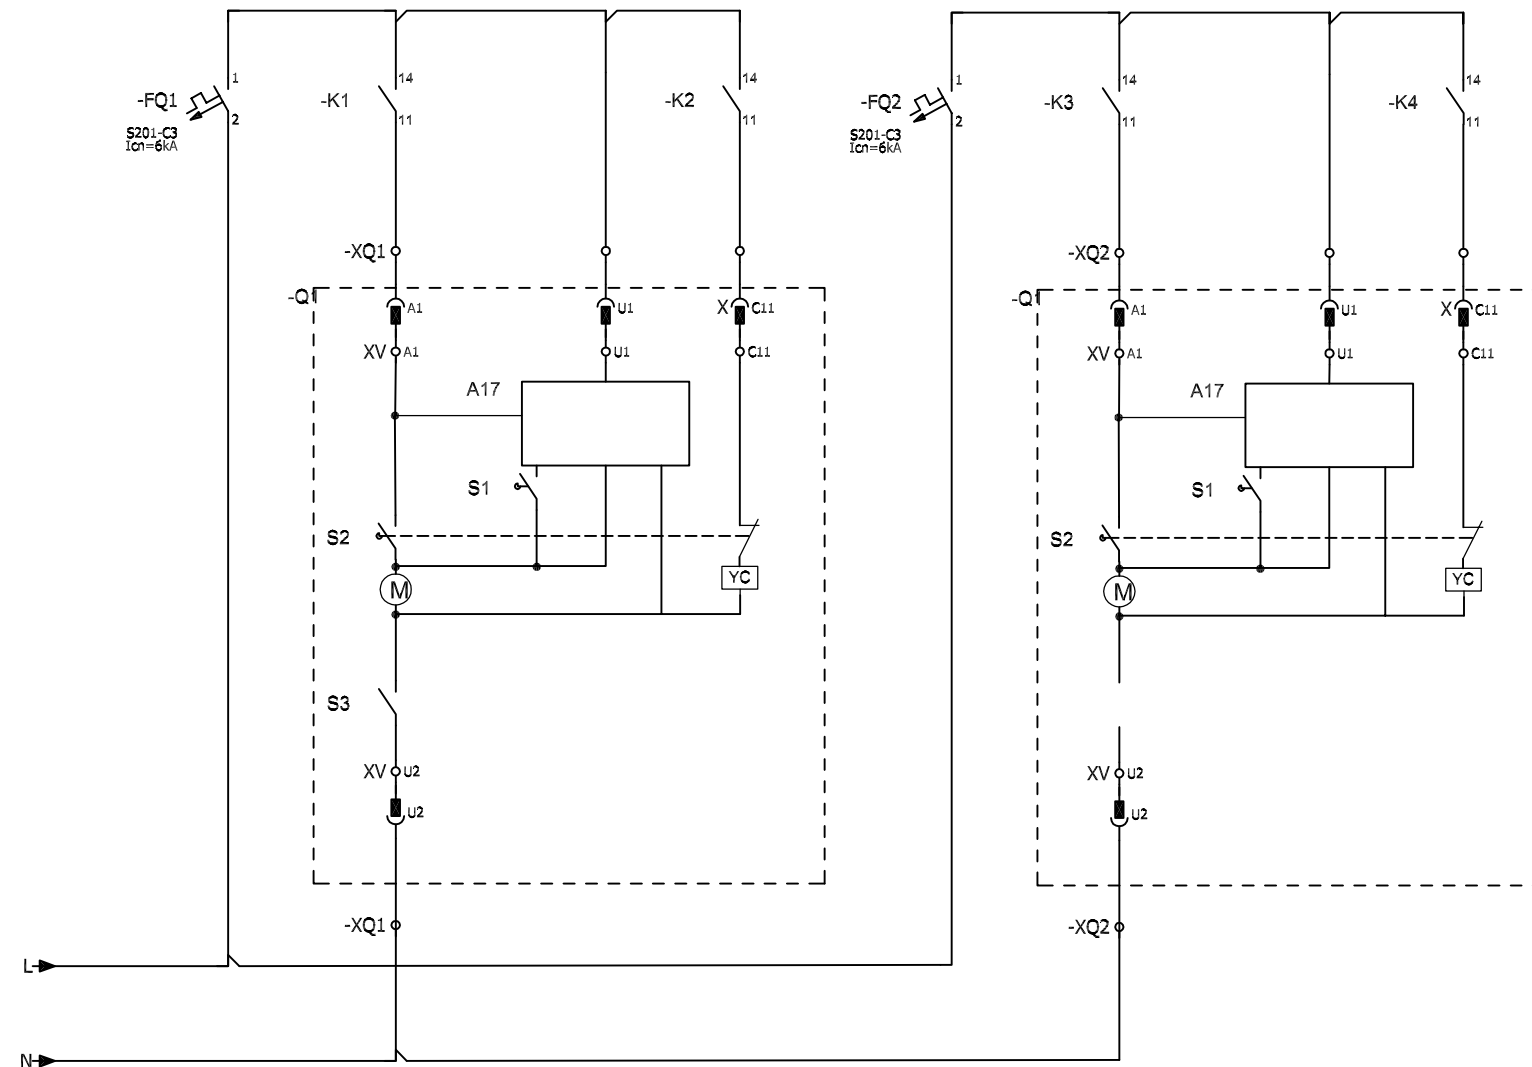 1
14
14
1
14
14
-FQ1
-K1
-K2
-FQ2
-K3
-K4
2
11
11
2
11
11
S201-C3
Icn=6kA
S201-C3
Icn=6kA
-XQ1
-XQ2
-Q1
-Q1
A1
U1
X
C11
A1
U1
X
C11
XV
A1
U1
C11
XV
A1
U1
C11
A17
A17
S1
S1
S2
S2
M
YC
M
YC
S3
XV
U2
XV
U2
U2
U2
-XQ1
-XQ2
L
N